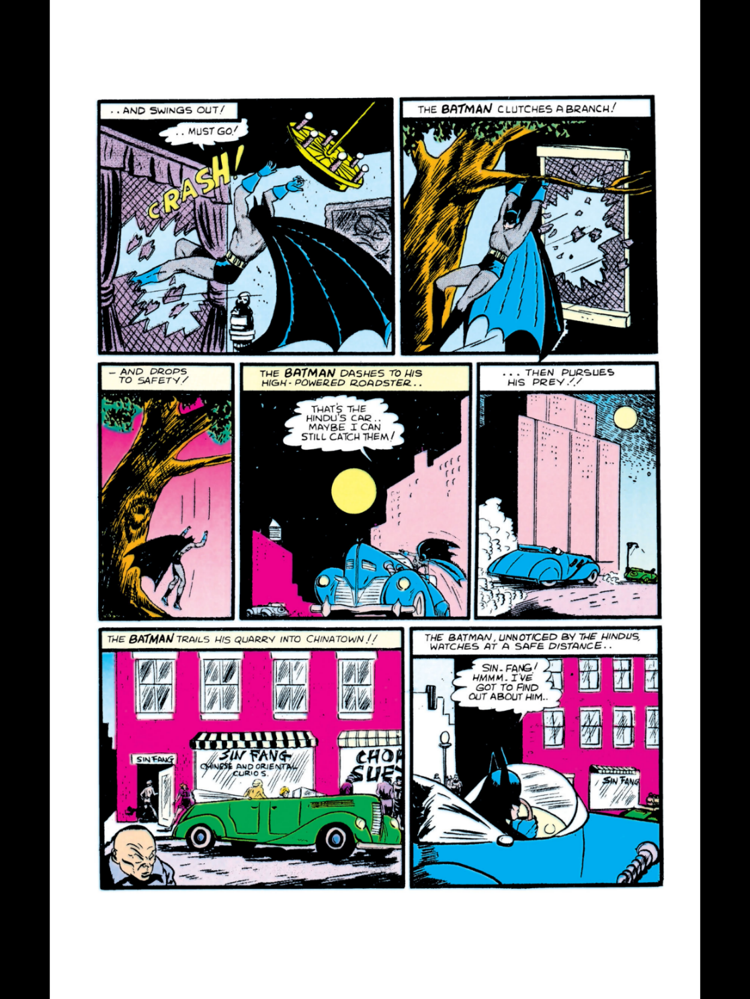 ..AND SWINGS OUT!
..MUST GO!
CRASH!
THE BATMAN CLUTCHES A BRANCH!
- AND DROPS
TO SAFETY!
THE BATMAN DASHES TO HIS
HIGH-POWERED ROADSTER..
THAT'S THE
HINDU'S CAR..
MAYBE I CAN
STILL CATCH THEM!
...THEN PURSUES
HIS PREY!!
THE BATMAN TRAILS HIS QUARRY INTO CHINATOWN!!
SIN FANG
SIN FANG
CHINESE AND ORIENTAL
CURIOS.
CHOP
SUEY
THE BATMAN, UNNOTICED BY THE HINDUS,
WATCHES AT A SAFE DISTANCE..
SIN-FANG!
HMMM. I'VE
GOT TO FIND
OUT ABOUT HIM..
SIN FANG